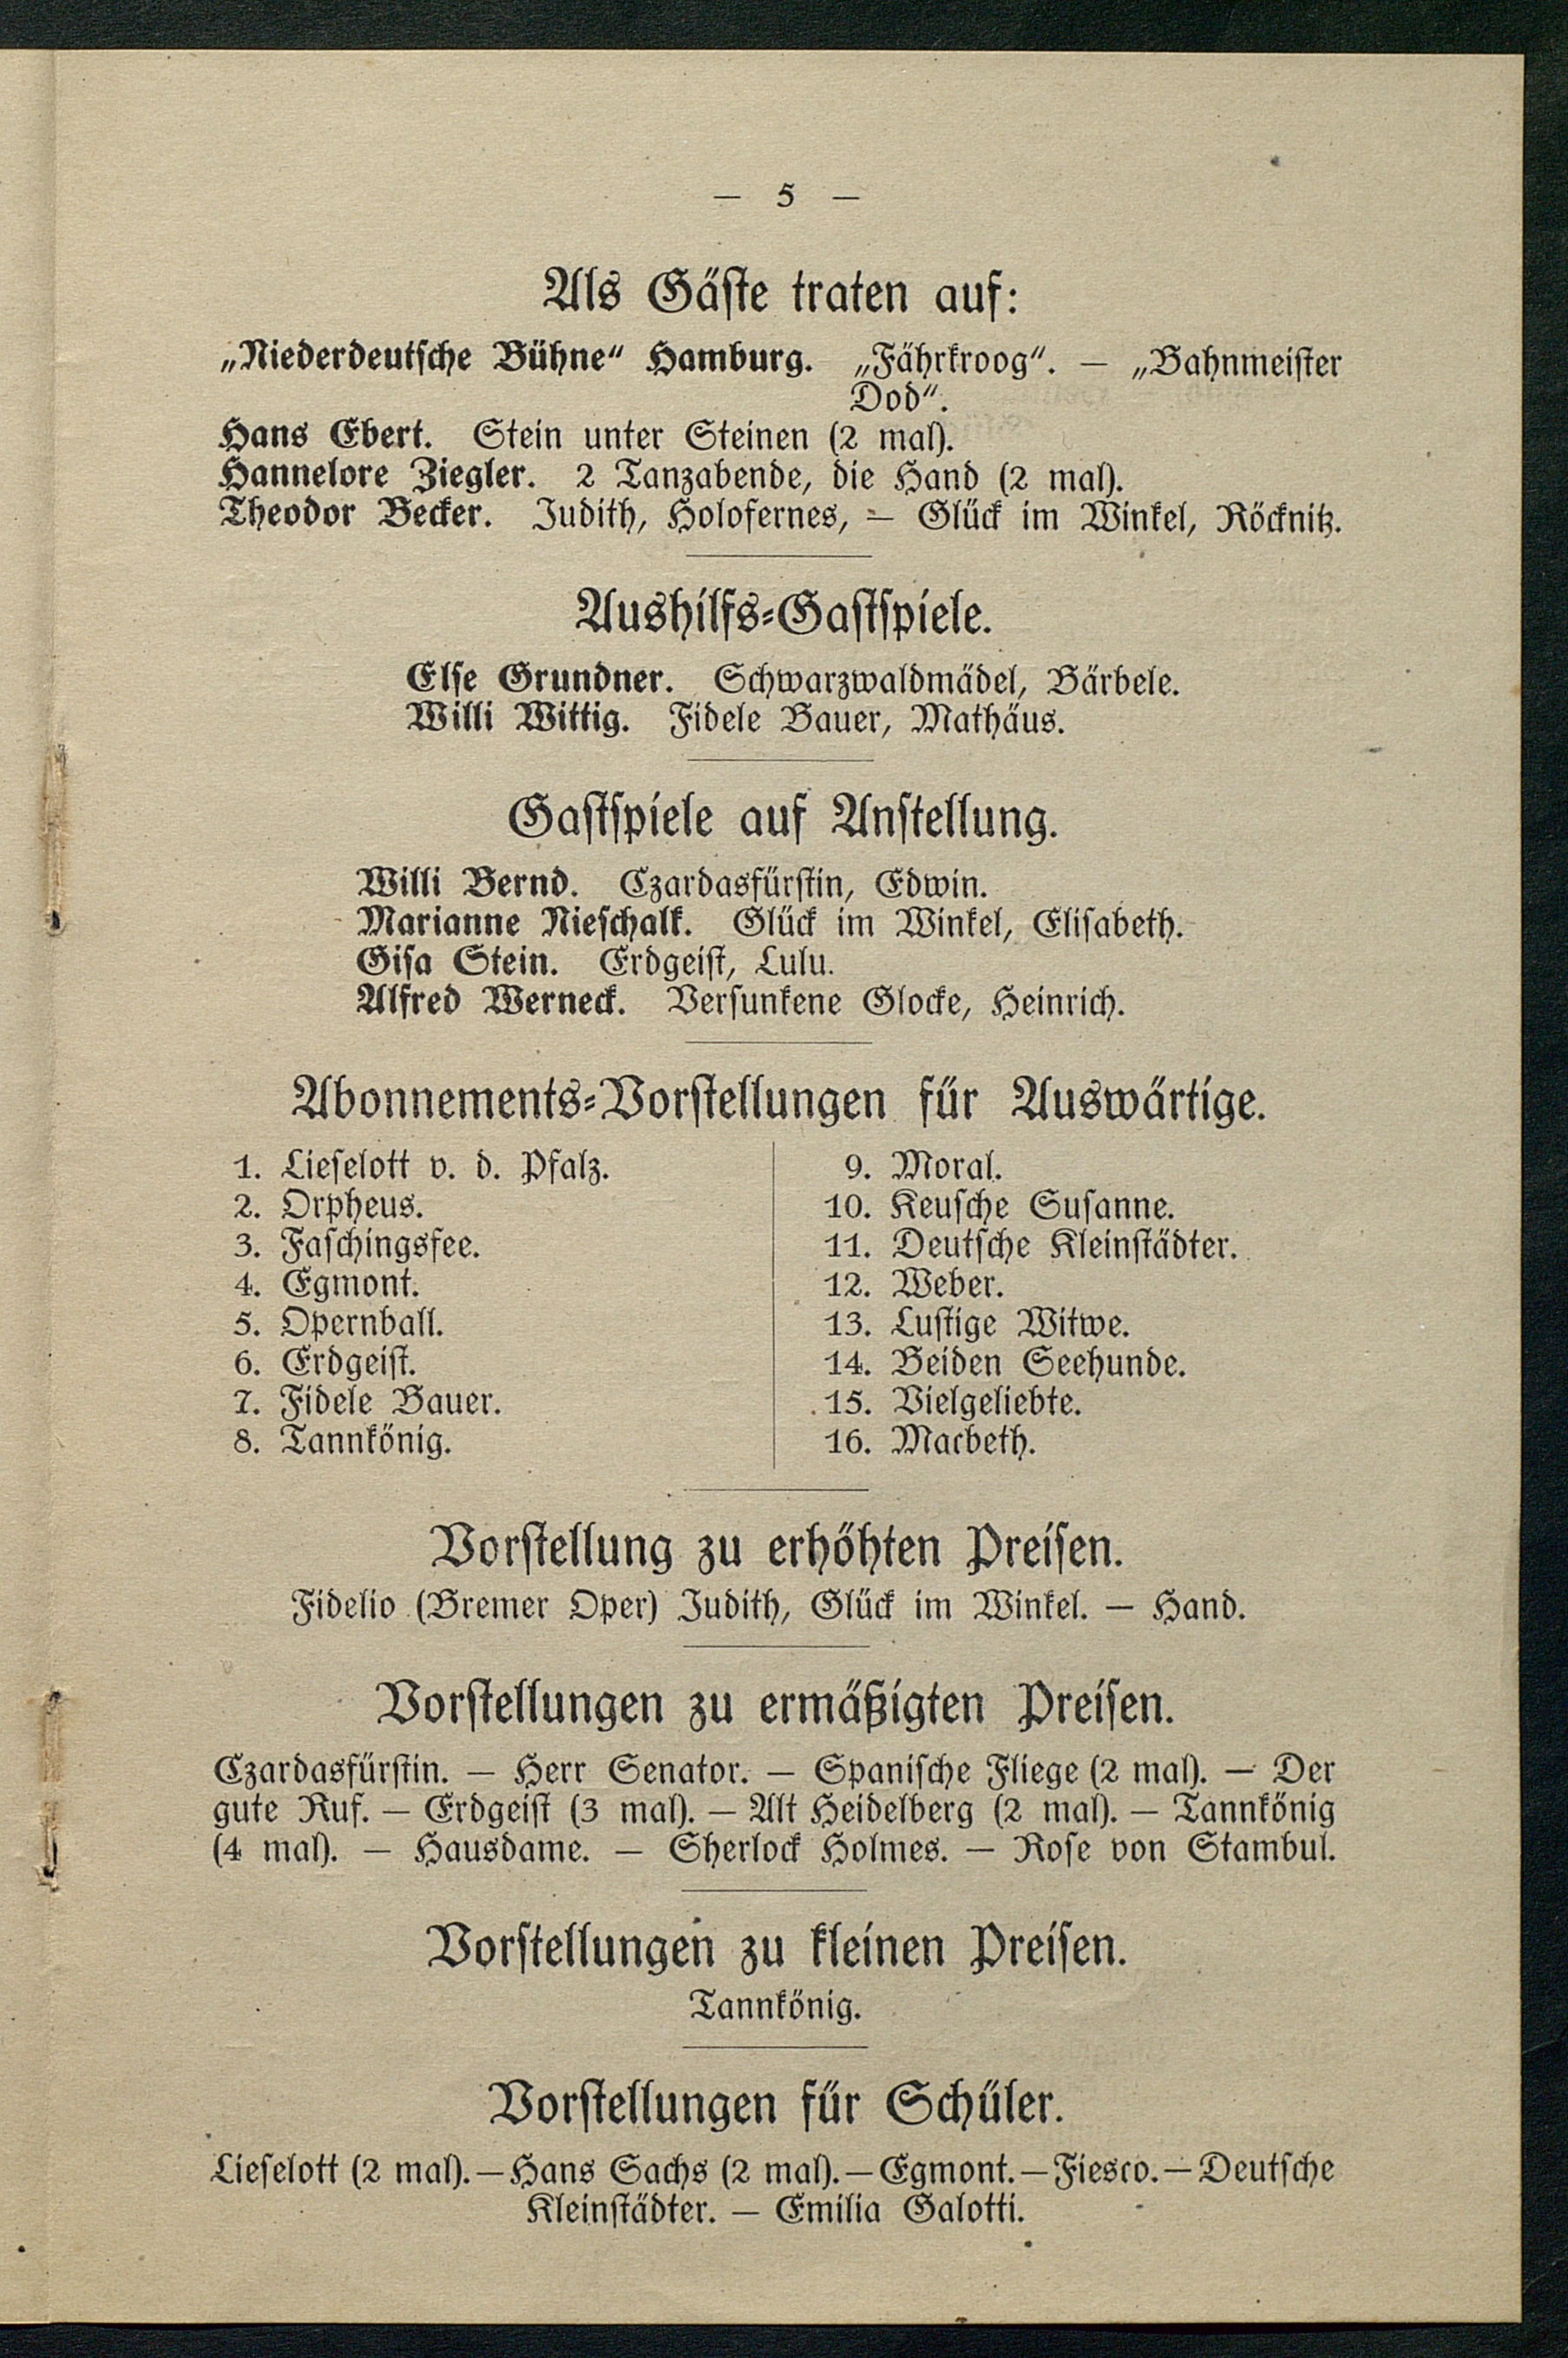 — 5 —
Als Gäste traten auf:
„Niederdeutsche Bühne“ Hamburg. „Fährkroog“. — „Bahnmeister
Dod“.
Hans Ebert. Stein unter Steinen (2 mal).
Hannelore Ziegler. 2 Tanzabende, die Hand (2 mal).
Theodor Becker. Judith, Holofernes, — Glück im Winkel, Röcknitz.
Aushilfs-Gastspiele.
Else Grundner. Schwarzwaldmädel, Bärbele.
Willi Wittig. Fidele Bauer, Mathäus.
Gastspiele auf Anstellung.
Willi Bernd. Czardasfürstin, Edwin.
Marianne Nieschalk. Glück im Winkel, Elisabeth.
Gisa Stein. Erdgeist, Lulu.
Alfred Werneck. Versunkene Glocke, Heinrich.
Abonnements-Vorstellungen für Auswärtige.
1. Lieselott v. d. Pfalz.
2. Orpheus.
3. Faschingsfee.
4. Egmont.
5. Opernball.
6. Erdgeist.
7. Fidele Bauer.
8. Tannkönig.
9. Moral.
10. Keusche Susanne.
11. Deutsche Kleinstädter.
12. Weber.
13. Lustige Witwe.
14. Beiden Seehunde.
15. Vielgeliebte.
16. Macbeth.
Vorstellung zu erhöhten Preisen.
Fidelio (Bremer Oper) Judith, Glück im Winkel. — Hand.
Vorstellungen zu ermäßigten Preisen.
Czardasfürstin. — Herr Senator. — Spanische Fliege (2 mal). — Der
gute Ruf. — Erdgeist (3 mal). — Alt Heidelberg (2 mal). — Tannkönig
(4 mal). — Hausdame. — Sherlock Holmes. — Rose von Stambul.
Vorstellungen zu kleinen Preisen.
Tannkönig.
Vorstellungen für Schüler.
Lieselott (2 mal). — Hans Sachs (2 mal). — Egmont. — Fiesco. — Deutsche
Kleinstädter. — Emilia Galotti.